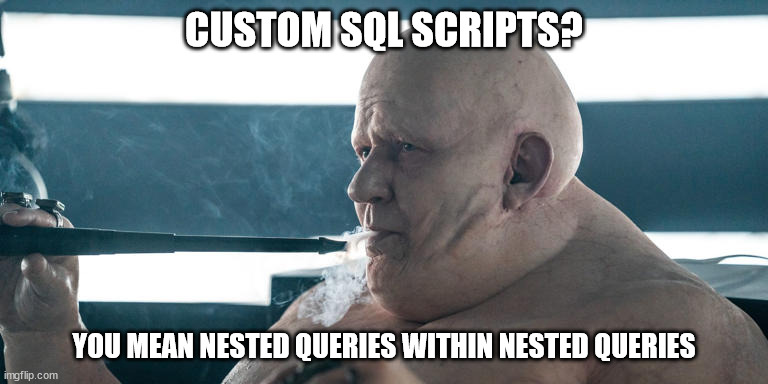 CUSTOM SQL SCRIPTS?
YOU MEAN NESTED QUERIES WITHIN NESTED QUERIES
imgflip.com